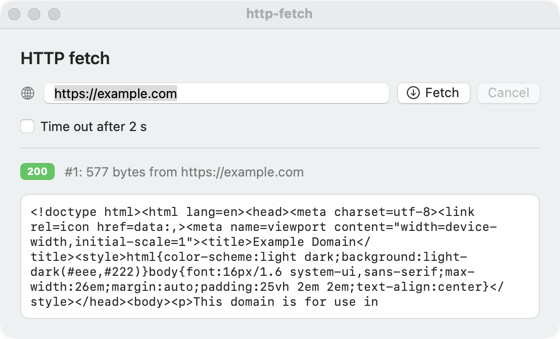 http-fetch
HTTP fetch
https://example.com
Fetch
Cancel
Time out after 2 s
200 #1: 577 bytes from https://example.com
<!doctype html><html lang=en><head><meta charset=utf-8><link
rel=icon href=data:,><meta name=viewport content="width=device-
width,initial-scale=1"><title>Example Domain</
title><style>html{color-scheme:light dark;background:light-
dark(#eee,#222)}body{font:16px/1.6 system-ui,sans-serif;max-
width:26em;margin:auto;padding:25vh 2em 2em;text-align:center}</
style></head><body><p>This domain is for use in